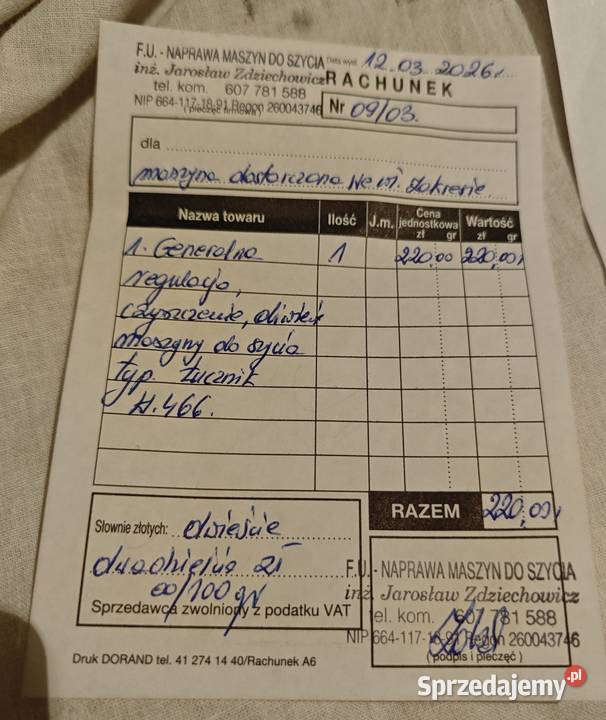 F.U. - NAPRAWA MASZYN DO SZYCIA Data wyst. 12.03.2026r.
inż. Jarosław Zdziechowicz RACHUNEK
tel. kom. 607 781 588
NIP 664-117-18-91 Regon 260043746 Nr 09/03.
(pieczęć firmowa)
dla
maszyna dostarczona
Nazwa towaru Ilość J.m. Cena jednostkowa Wartość
zł gr zł gr
1. Generalna 1 220,00 220,00
regulacja,
czyszczenie, oliwienie
maszyny do szycia
typ. Łucznik
H.466.
RAZEM 220,00
Słownie złotych: dwieście
dwadzieścia zł
00/100 gr
Sprzedawca zwolniony z podatku VAT
F.U. - NAPRAWA MASZYN DO SZYCIA
inż. Jarosław Zdziechowicz
tel. kom. 607 781 588
NIP 664-117-18-91 Regon 260043746
(podpis i pieczęć)
Druk DORAND tel. 41 274 14 40/Rachunek A6
Sprzedajemy.pl